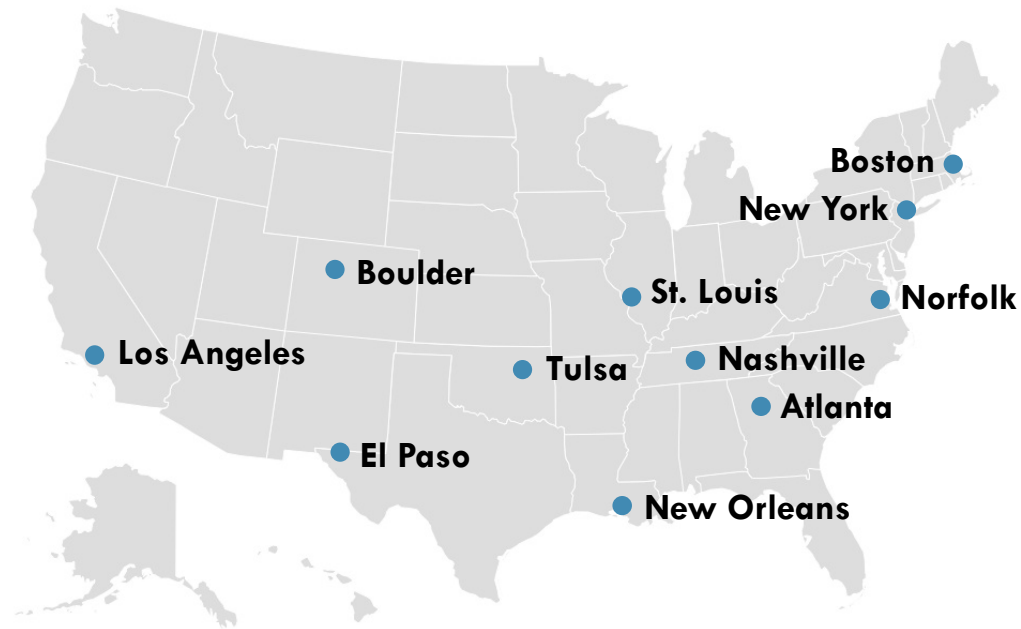 Boston
New York
Boulder
St. Louis
Norfolk
Los Angeles
Tulsa
Nashville
Atlanta
El Paso
New Orleans